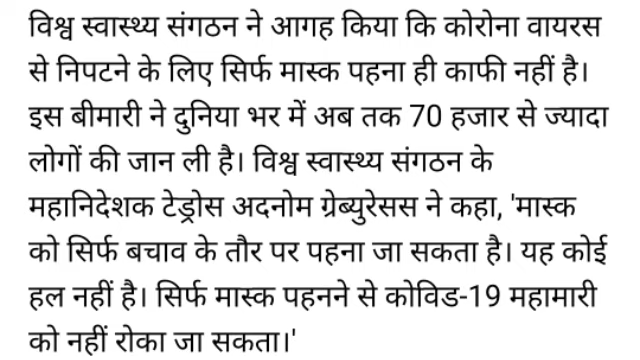 विश्व स्वास्थ्य संगठन ने आगह किया कि कोरोना वायरस
से निपटने के लिए सिर्फ मास्क पहना ही काफी नहीं है।
इस बीमारी ने दुनिया भर में अब तक 70 हजार से ज्यादा
लोगों की जान ली है। विश्व स्वास्थ्य संगठन के
महानिदेशक टेड्रोस अदनोम ग्रेब्युरेसस ने कहा, 'मास्क
को सिर्फ बचाव के तौर पर पहना जा सकता है। यह कोई
हल नहीं है। सिर्फ मास्क पहनने से कोविड-19 महामारी
को नहीं रोका जा सकता।'